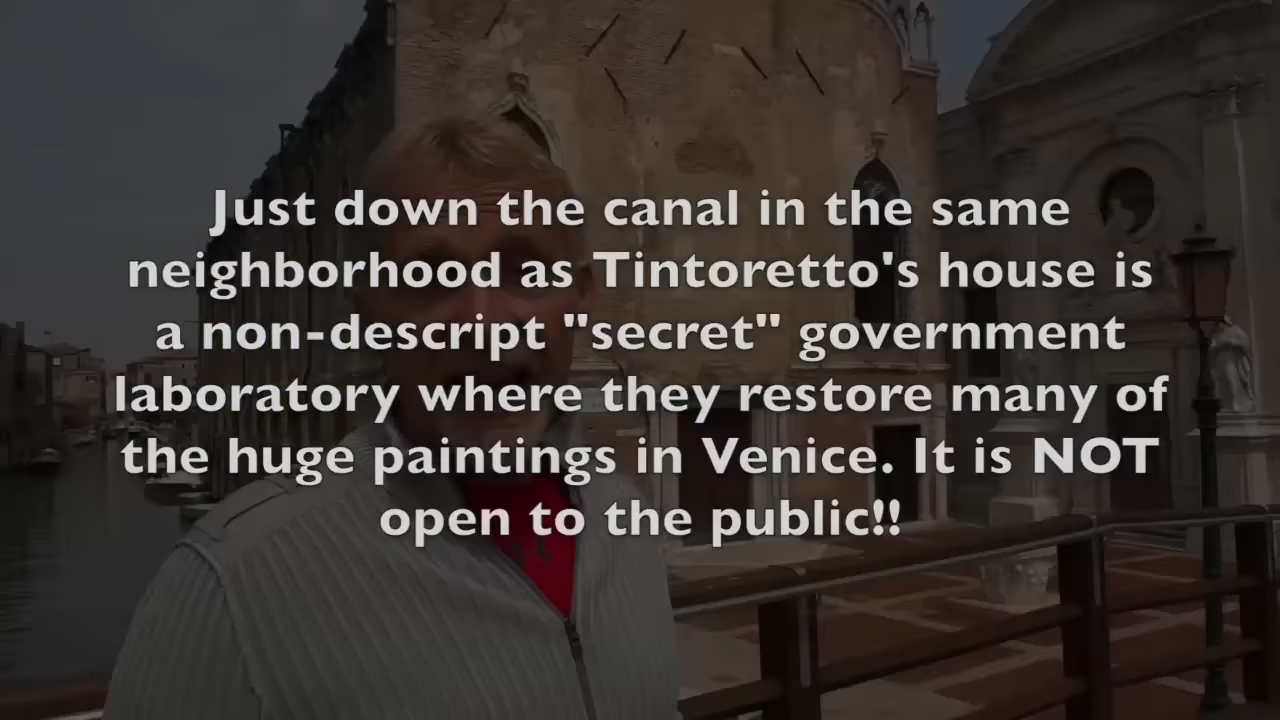 Just down the canal in the same
neighborhood as Tintoretto's house is
a non-descript "secret" government
laboratory where they restore many of
the huge paintings in Venice. It is NOT
open to the public!!